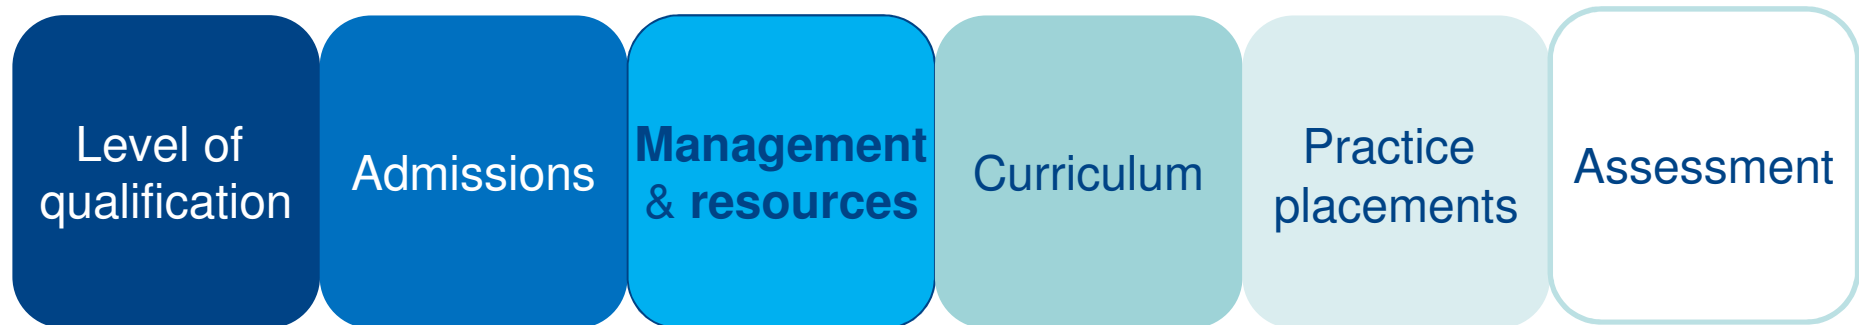 Level of
qualification
Admissions
Management
& resources
Curriculum
Practice
placements
Assessment